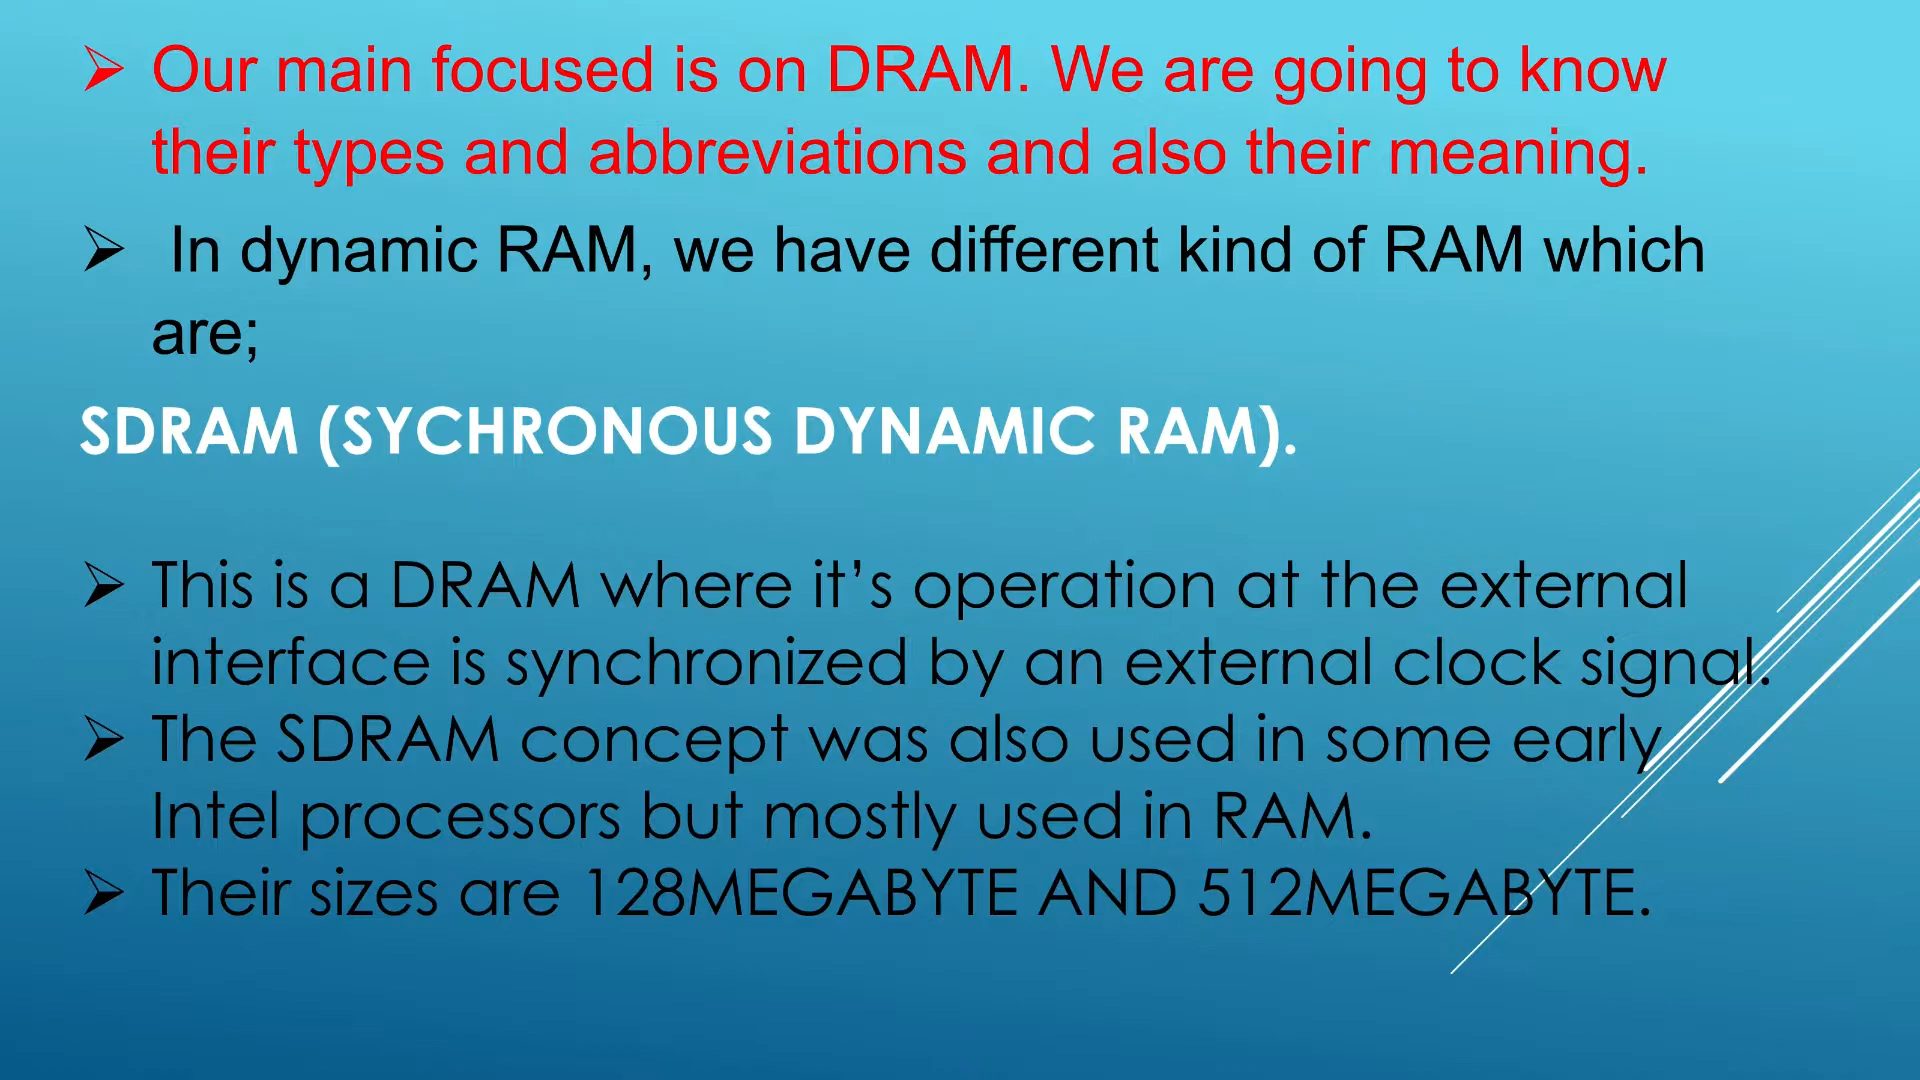 ➢ Our main focused is on DRAM. We are going to know
their types and abbreviations and also their meaning.
➢ In dynamic RAM, we have different kind of RAM which
are;
SDRAM (SYCHRONOUS DYNAMIC RAM).
➢ This is a DRAM where it’s operation at the external
interface is synchronized by an external clock signal.
➢ The SDRAM concept was also used in some early
Intel processors but mostly used in RAM.
➢ Their sizes are 128MEGABYTE AND 512MEGABYTE.